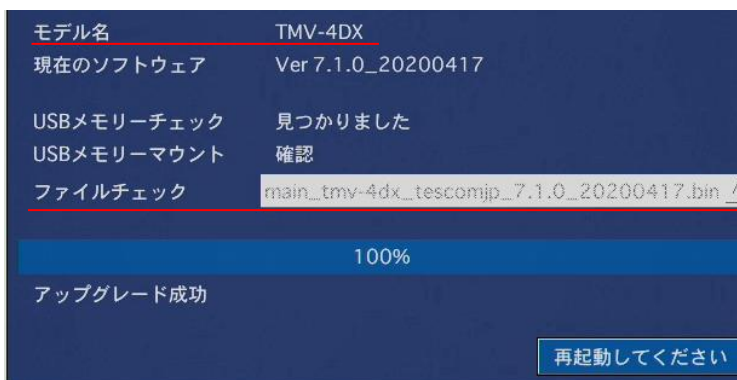 モデル名 TMV-4DX
現在のソフトウェア Ver 7.1.0_20200417
USBメモリーチェック 見つかりました
USBメモリーマウント 確認
ファイルチェック main_tmv-4dx_tescomjp_7.1.0_20200417.bin
100%
アップグレード成功
再起動してください